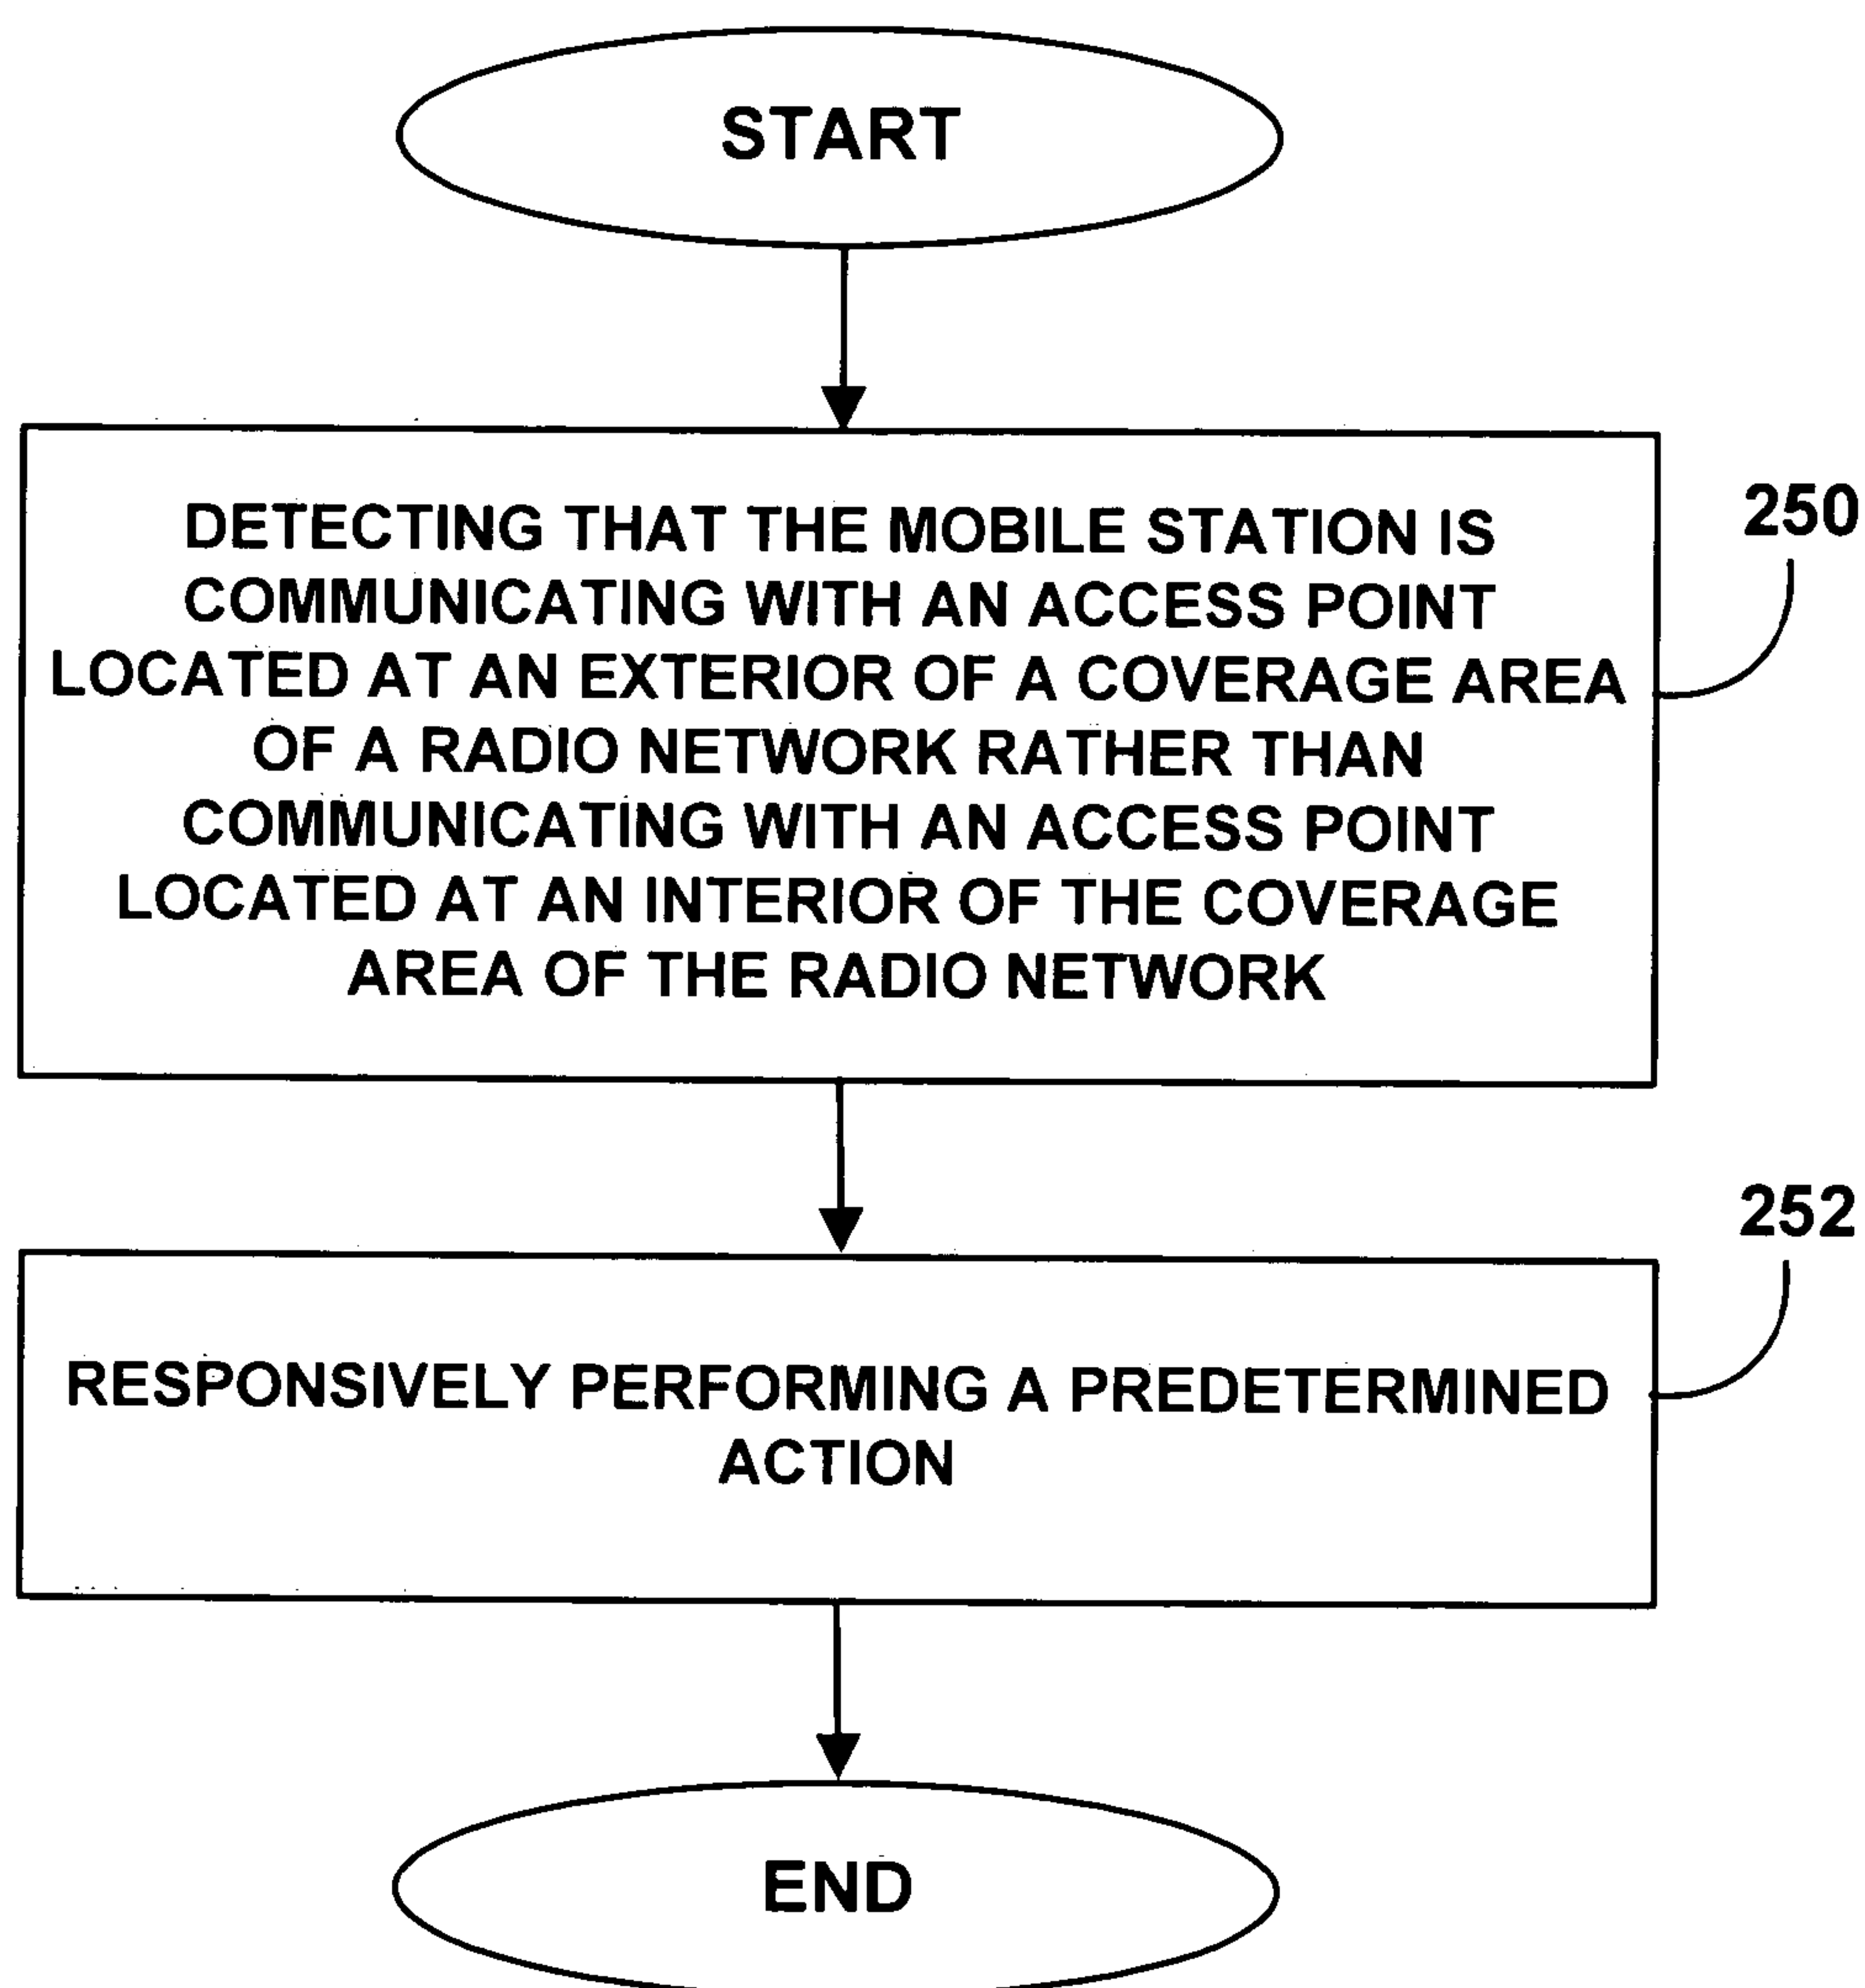 START
DETECTING THAT THE MOBILE STATION IS
COMMUNICATING WITH AN ACCESS POINT
LOCATED AT AN EXTERIOR OF A COVERAGE AREA
OF A RADIO NETWORK RATHER THAN
COMMUNICATING WITH AN ACCESS POINT
LOCATED AT AN INTERIOR OF THE COVERAGE
AREA OF THE RADIO NETWORK
250
RESPONSIVELY PERFORMING A PREDETERMINED
ACTION
252
END